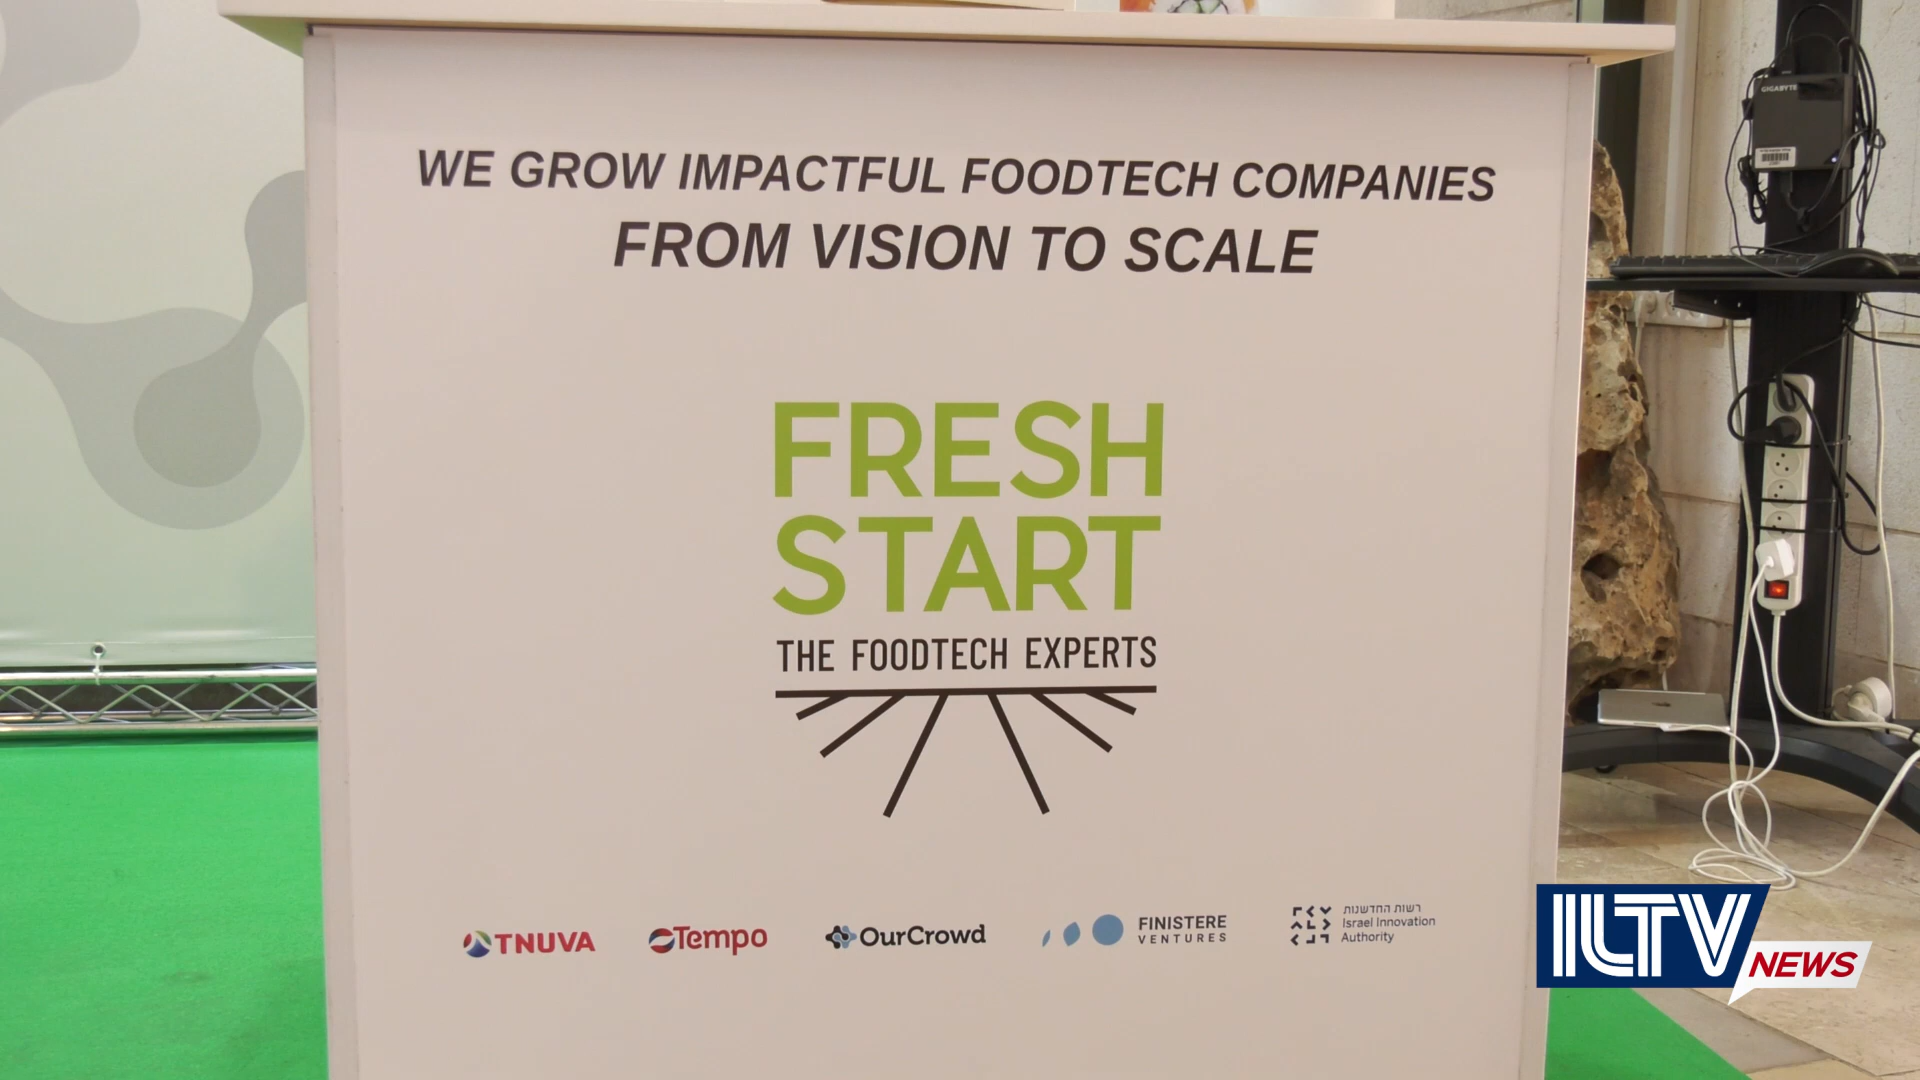 GIGABYTE
WE GROW IMPACTFUL FOODTECH COMPANIES
FROM VISION TO SCALE
FRESH
START
THE FOODTECH EXPERTS
TNUVA
Tempo
OurCrowd
FINISTERE
VENTURES
רשות החדשנות
Israel Innovation
Authority
ILTV
NEWS